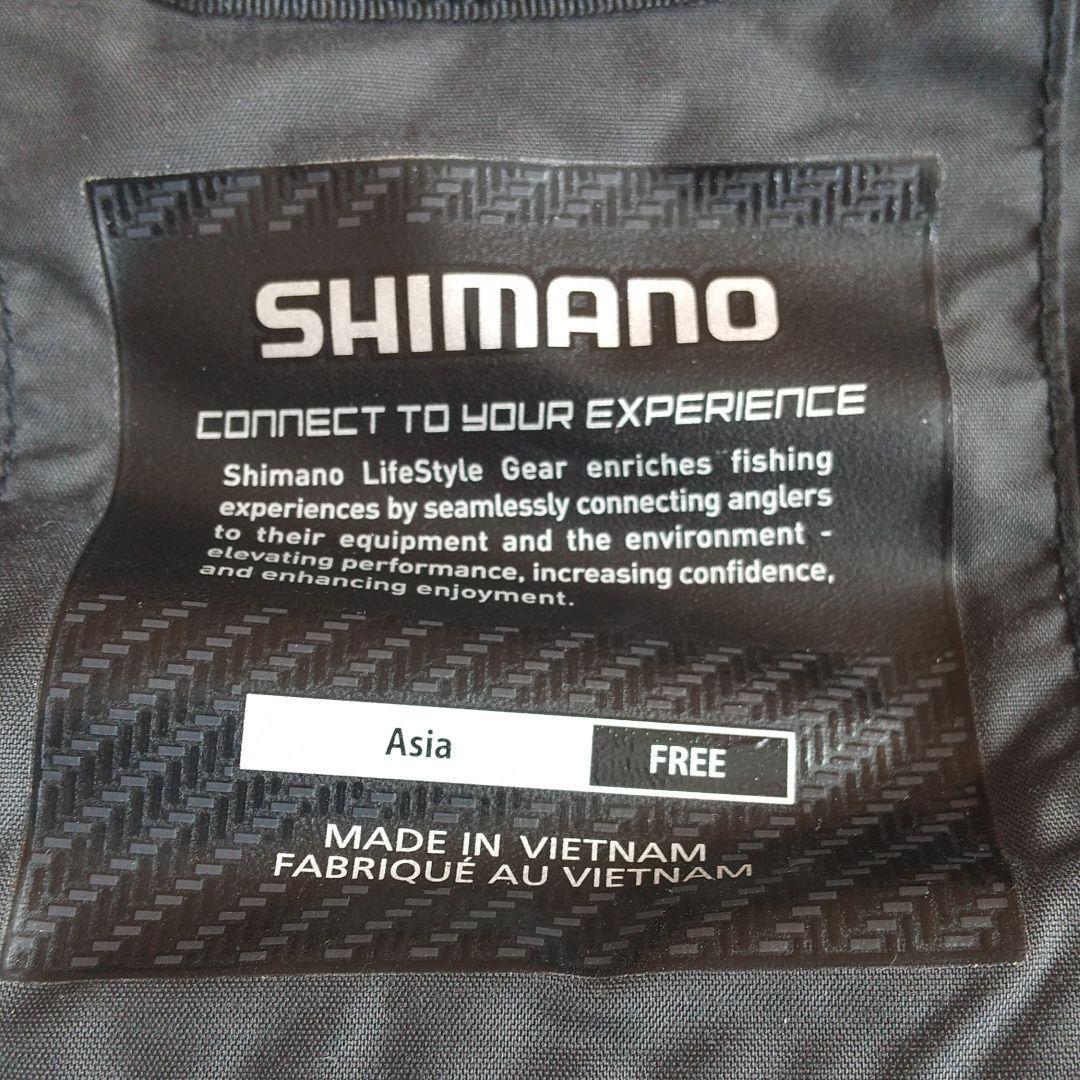 SHIMANO
CONNECT TO YOUR EXPERIENCE
Shimano LifeStyle Gear enriches fishing
experiences by seamlessly connecting anglers
to their equipment and the environment -
elevating performance, increasing confidence,
and enhancing enjoyment.
Asia FREE
MADE IN VIETNAM
FABRIQUÉ AU VIETNAM